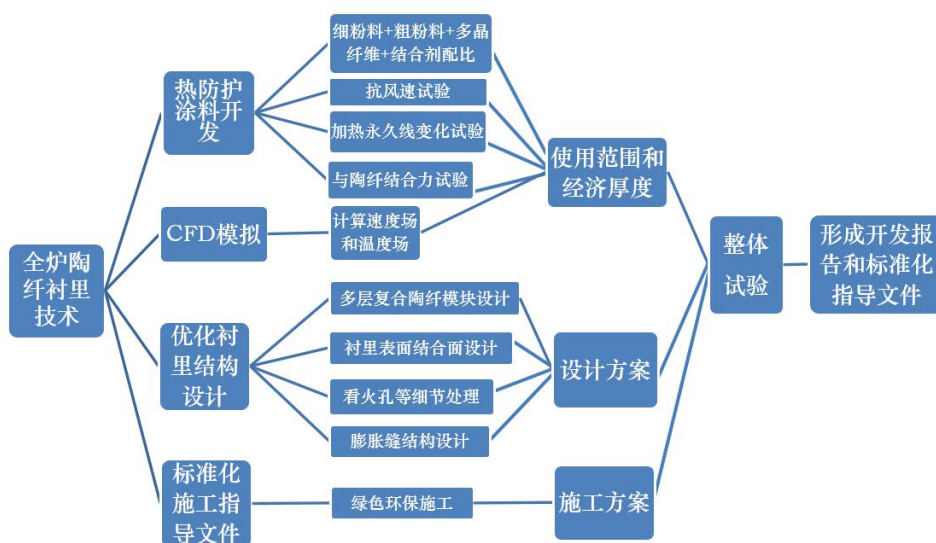 全炉陶
纤衬里
技术
热防护
涂料开
发
CFD模拟
优化衬
里结构
设计
标准化
施工指
导文件
细粉料+粗粉料+多晶
纤维+结合剂配比
抗风速试验
加热永久线变化试验
与陶纤结合力试验
计算速度场
和温度场
多层复合陶纤模块设计
衬里表面结合面设计
看火孔等细节处理
膨胀缝结构设计
绿色环保施工
使用范围和
经济厚度
设计方案
施工方案
整体
试验
形成开发报
告和标准化
指导文件